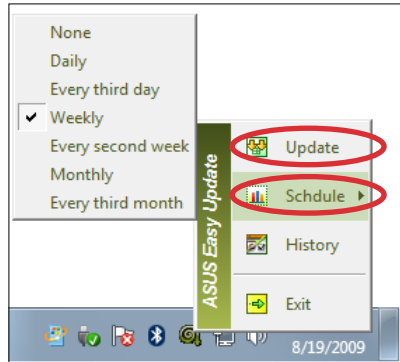 None
Daily
Every third day
Weekly
Every second week
Monthly
Every third month
ASUS Easy Update
Update
Schdule
History
Exit
8/19/2009